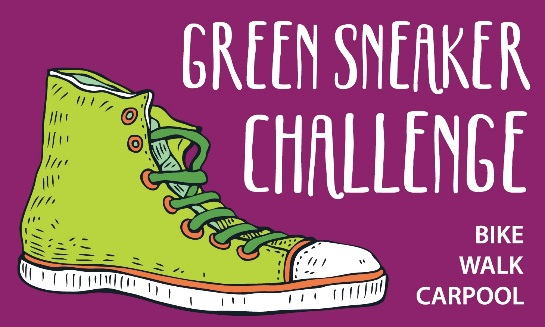 GREEN SNEAKER
CHALLENGE
BIKE
WALK
CARPOOL